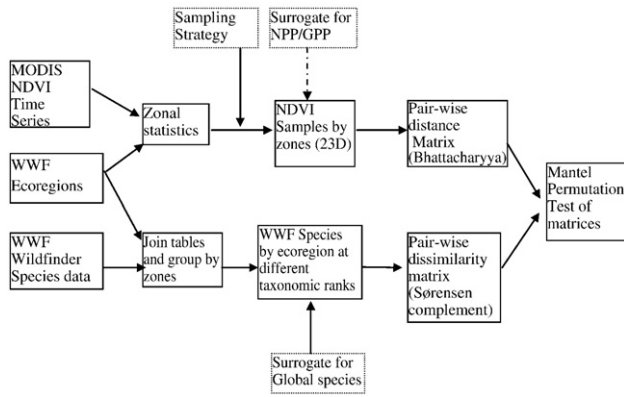 Sampling
Strategy
Surrogate for
NPP/GPP
MODIS
NDVI
Time
Series
Zonal
statistics
NDVI
Samples by
zones (23D)
Pair-wise
distance
Matrix
(Bhattacharyya)
WWF
Ecoregions
Mantel
Permutation
Test of
matrices
WWF
Wildfinder
Species data
Join tables
and group by
zones
WWF Species
by ecoregion at
different
taxonomic ranks
Pair-wise
dissimilarity
matrix
(Sørensen
complement)
Surrogate for
Global species